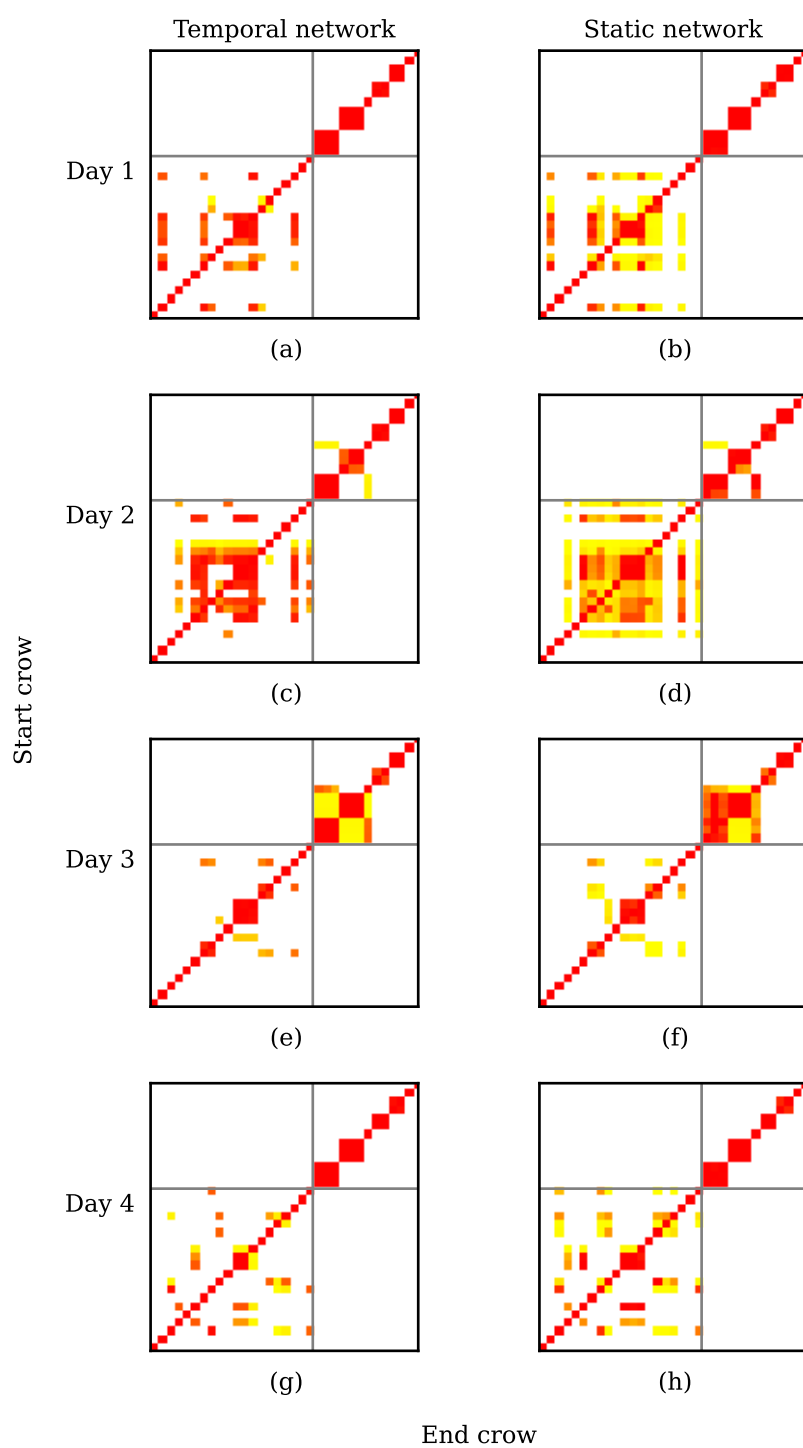 Temporal network
Static network
Day 1
(a)
(b)
Day 2
(c)
(d)
Start crow
Day 3
(e)
(f)
Day 4
(g)
(h)
End crow